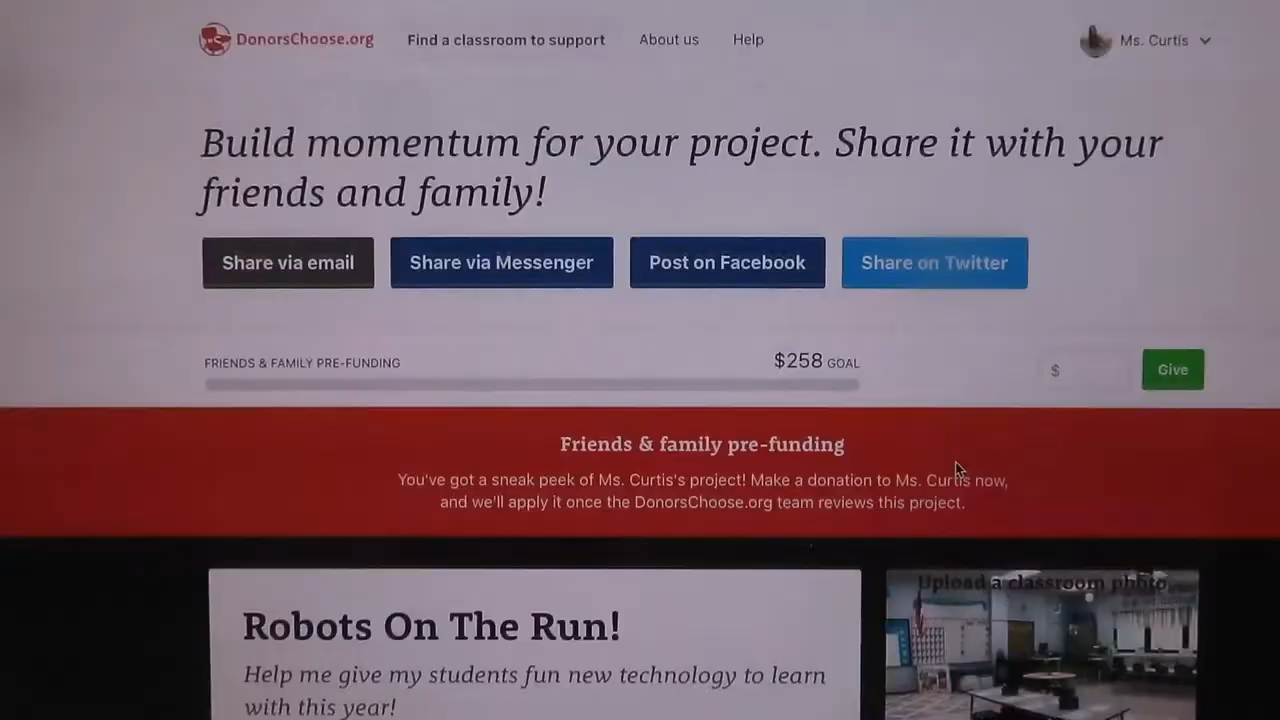 DonorsChoose.org Find a classroom to support About us Help Ms. Curtis
Build momentum for your project. Share it with your
friends and family!
Share via email Share via Messenger Post on Facebook Share on Twitter
FRIENDS & FAMILY PRE-FUNDING $258 GOAL $ Give
Friends & family pre-funding
You've got a sneak peek of Ms. Curtis's project! Make a donation to Ms. Curtis now,
and we'll apply it once the DonorsChoose.org team reviews this project.
Upload a classroom photo
Robots On The Run!
Help me give my students fun new technology to learn
with this year!